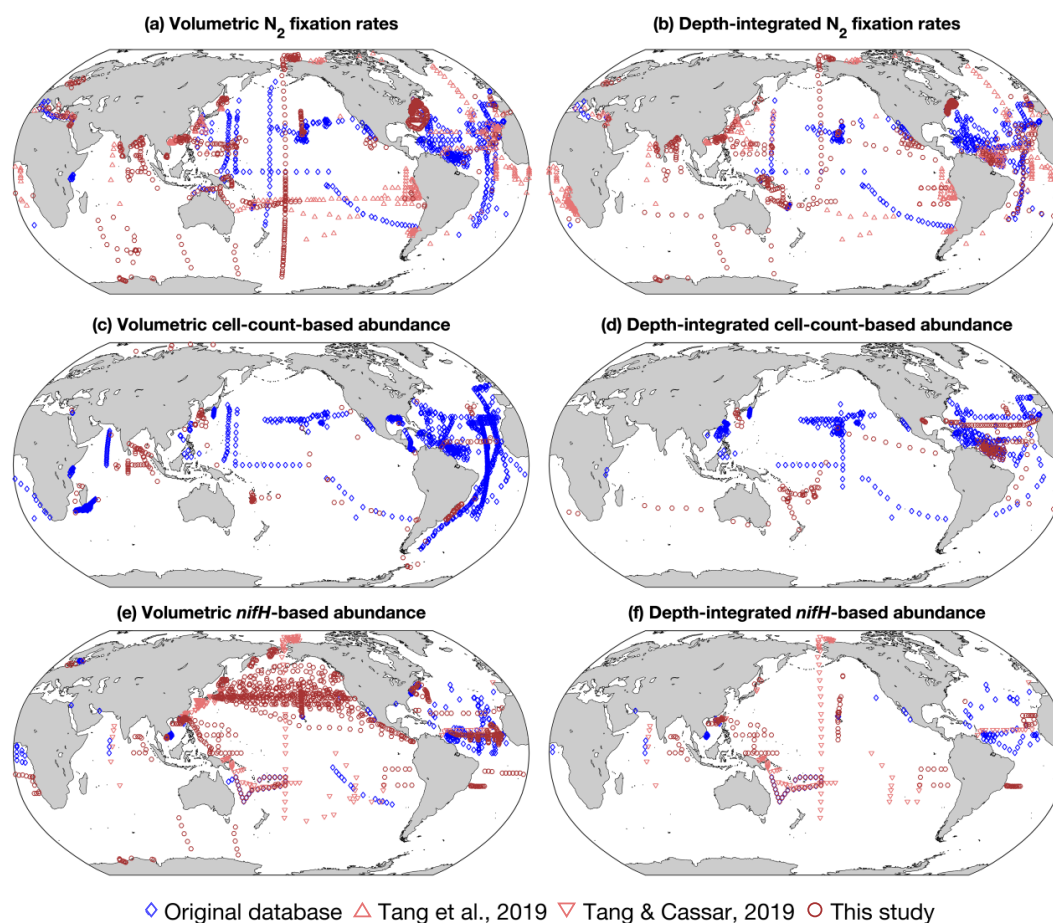 (a) Volumetric N₂ fixation rates
(b) Depth-integrated N₂ fixation rates
(c) Volumetric cell-count-based abundance
(d) Depth-integrated cell-count-based abundance
(e) Volumetric nifH-based abundance
(f) Depth-integrated nifH-based abundance
◇ Original database △ Tang et al., 2019 ▽ Tang & Cassar, 2019 ○ This study